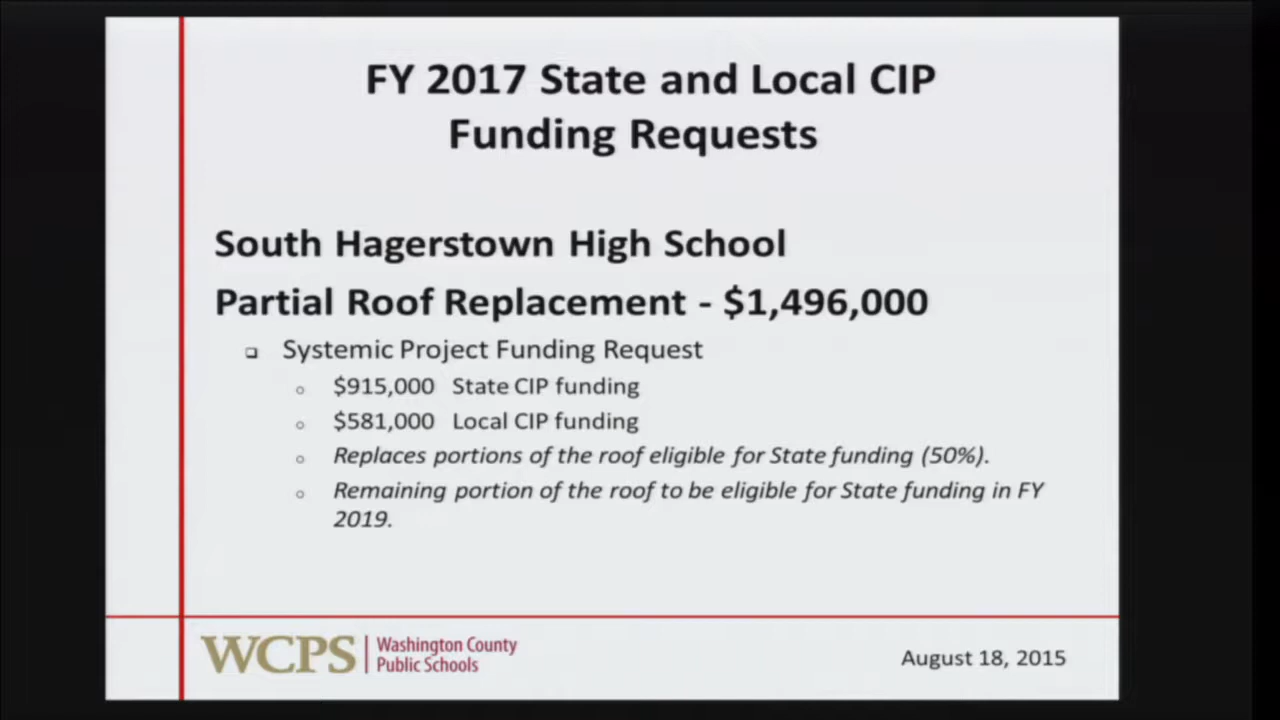 FY 2017 State and Local CIP
Funding Requests
South Hagerstown High School
Partial Roof Replacement - $1,496,000
Systemic Project Funding Request
$915,000 State CIP funding
$581,000 Local CIP funding
Replaces portions of the roof eligible for State funding (50%).
Remaining portion of the roof to be eligible for State funding in FY
2019.
WCPS
Washington County
Public Schools
August 18, 2015